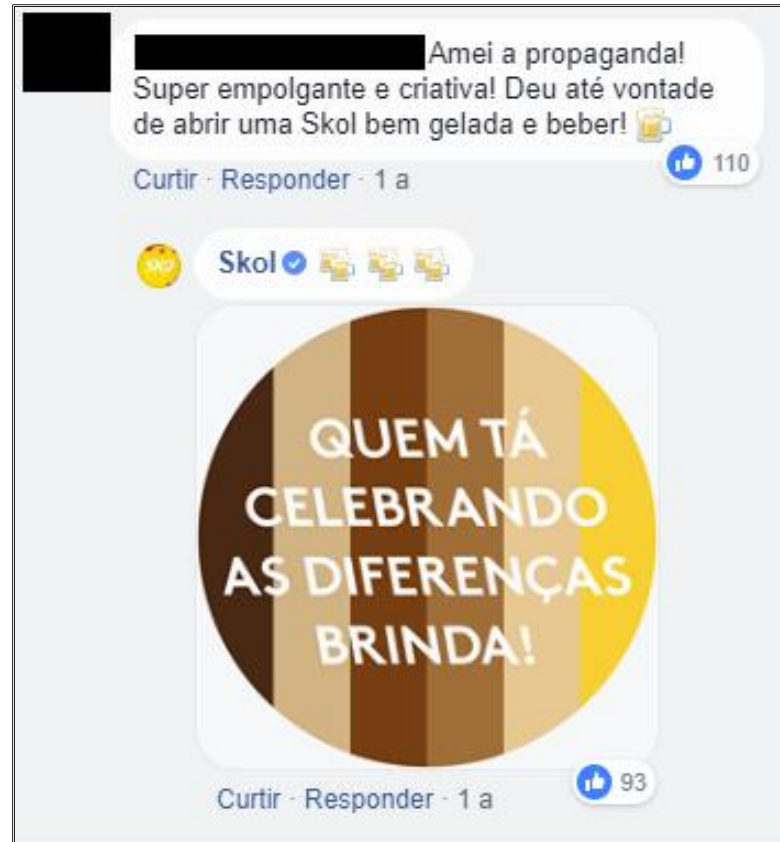 Amei a propaganda!
Super empolgante e criativa! Deu até vontade
de abrir uma Skol bem gelada e beber!
110
Curtir · Responder · 1 a
Skol
QUEM TÁ
CELEBRANDO
AS DIFERENÇAS
BRINDA!
93
Curtir · Responder · 1 a